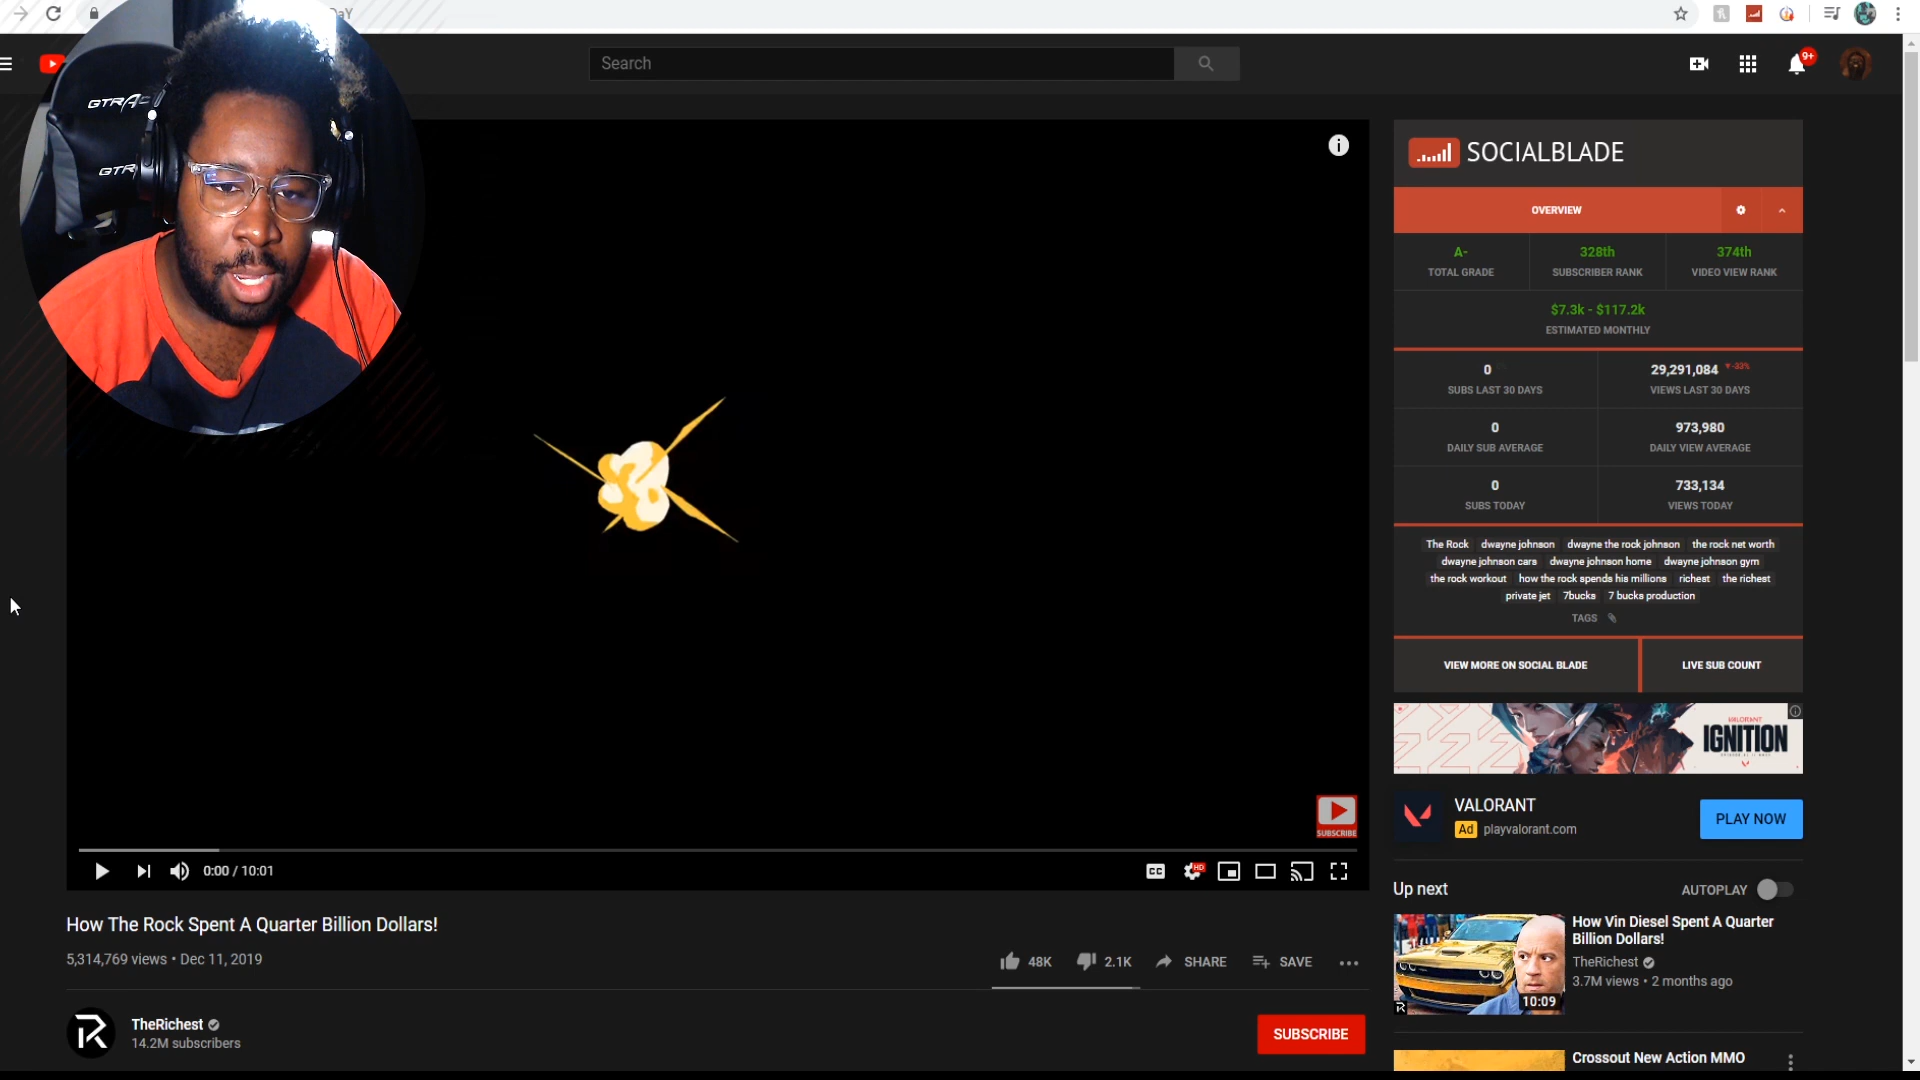 DaY
GTRAC
GTR
Search
9+
SOCIALBLADE
OVERVIEW
A-
TOTAL GRADE
328th
SUBSCRIBER RANK
374th
VIDEO VIEW RANK
$7.3k - $117.2k
ESTIMATED MONTHLY
0
SUBS LAST 30 DAYS
29,291,084 ▼-33%
VIEWS LAST 30 DAYS
0
DAILY SUB AVERAGE
973,980
DAILY VIEW AVERAGE
0
SUBS TODAY
733,134
VIEWS TODAY
The Rock dwayne johnson dwayne the rock johnson the rock net worth
dwayne johnson cars dwayne johnson home dwayne johnson gym
the rock workout how the rock spends his millions richest the richest
private jet 7bucks 7 bucks production
TAGS
VIEW MORE ON SOCIAL BLADE
LIVE SUB COUNT
VALORANT
IGNITION
VALORANT
Ad playvalorant.com
PLAY NOW
SUBSCRIBE
0:00 / 10:01
CC
HD
How The Rock Spent A Quarter Billion Dollars!
5,314,769 views • Dec 11, 2019
48K
2.1K
SHARE
SAVE
TheRichest
14.2M subscribers
SUBSCRIBE
Up next
AUTOPLAY
How Vin Diesel Spent A Quarter
Billion Dollars!
TheRichest
3.7M views • 2 months ago
10:09
Crossout New Action MMO